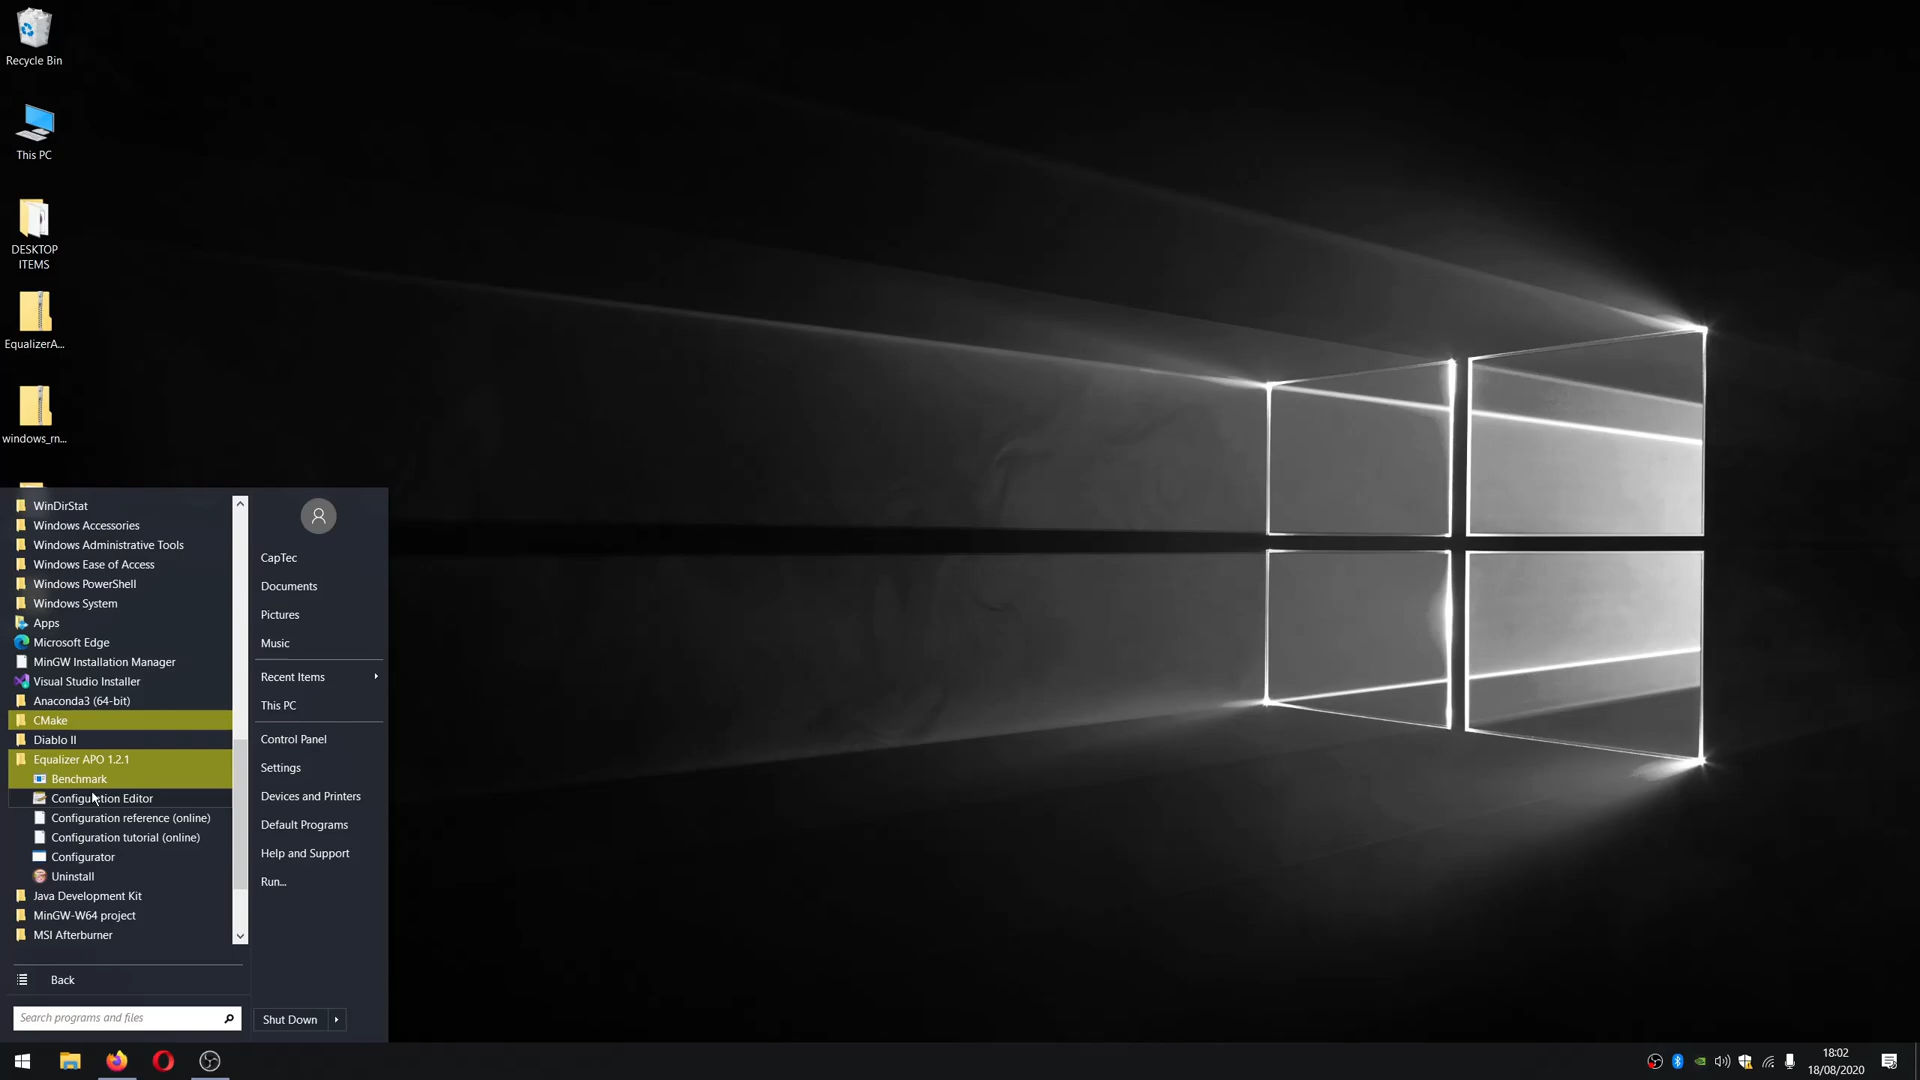 Recycle Bin
This PC
DESKTOP
ITEMS
EqualizerA...
windows_rn...
WinDirStat
Windows Accessories
Windows Administrative Tools
Windows Ease of Access
Windows PowerShell
Windows System
Apps
Microsoft Edge
MinGW Installation Manager
Visual Studio Installer
Anaconda3 (64-bit)
CMake
Diablo II
Equalizer APO 1.2.1
Benchmark
Configuration Editor
Configuration reference (online)
Configuration tutorial (online)
Configurator
Uninstall
Java Development Kit
MinGW-W64 project
MSI Afterburner
Back
Search programs and files
CapTec
Documents
Pictures
Music
Recent Items
This PC
Control Panel
Settings
Devices and Printers
Default Programs
Help and Support
Run...
Shut Down
18:02
18/08/2020